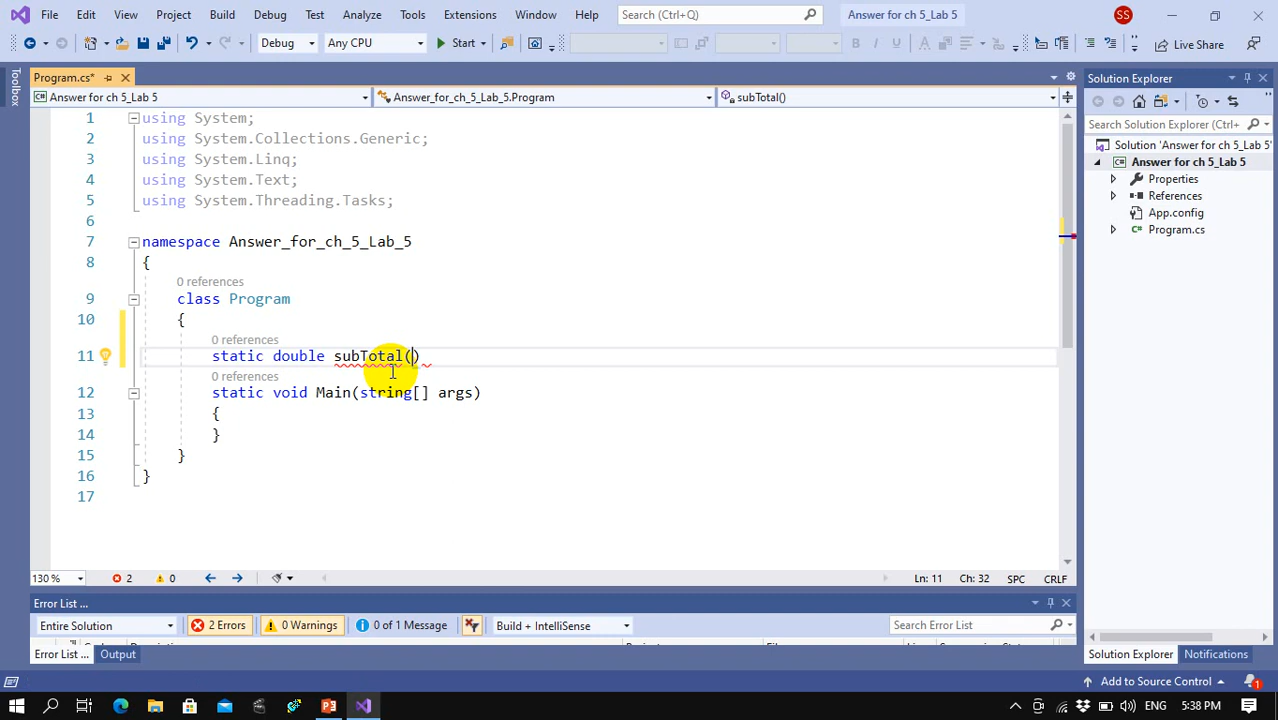 File Edit View Project Build Debug Test Analyze Tools Extensions Window Help Search (Ctrl+Q) Answer for ch 5_Lab 5 SS
Debug Any CPU Start Live Share
Toolbox
Program.cs*
Answer for ch 5_Lab 5 Answer_for_ch_5_Lab_5.Program subTotal()
1 using System;
2 using System.Collections.Generic;
3 using System.Linq;
4 using System.Text;
5 using System.Threading.Tasks;
6
7 namespace Answer_for_ch_5_Lab_5
8 {
0 references
9 class Program
10 {
0 references
11 static double subTotal()
0 references
12 static void Main(string[] args)
13 {
14 }
15 }
16 }
17
130 % 2 0 Ln: 11 Ch: 32 SPC CRLF
Error List ...
Entire Solution 2 Errors 0 Warnings 0 of 1 Message Build + IntelliSense Search Error List
Error List ... Output
Solution Explorer
Search Solution Explorer (Ctrl+
Solution 'Answer for ch 5_Lab 5'
Answer for ch 5_Lab 5
Properties
References
App.config
Program.cs
Solution Explorer Notifications
Add to Source Control 1
ENG 5:38 PM